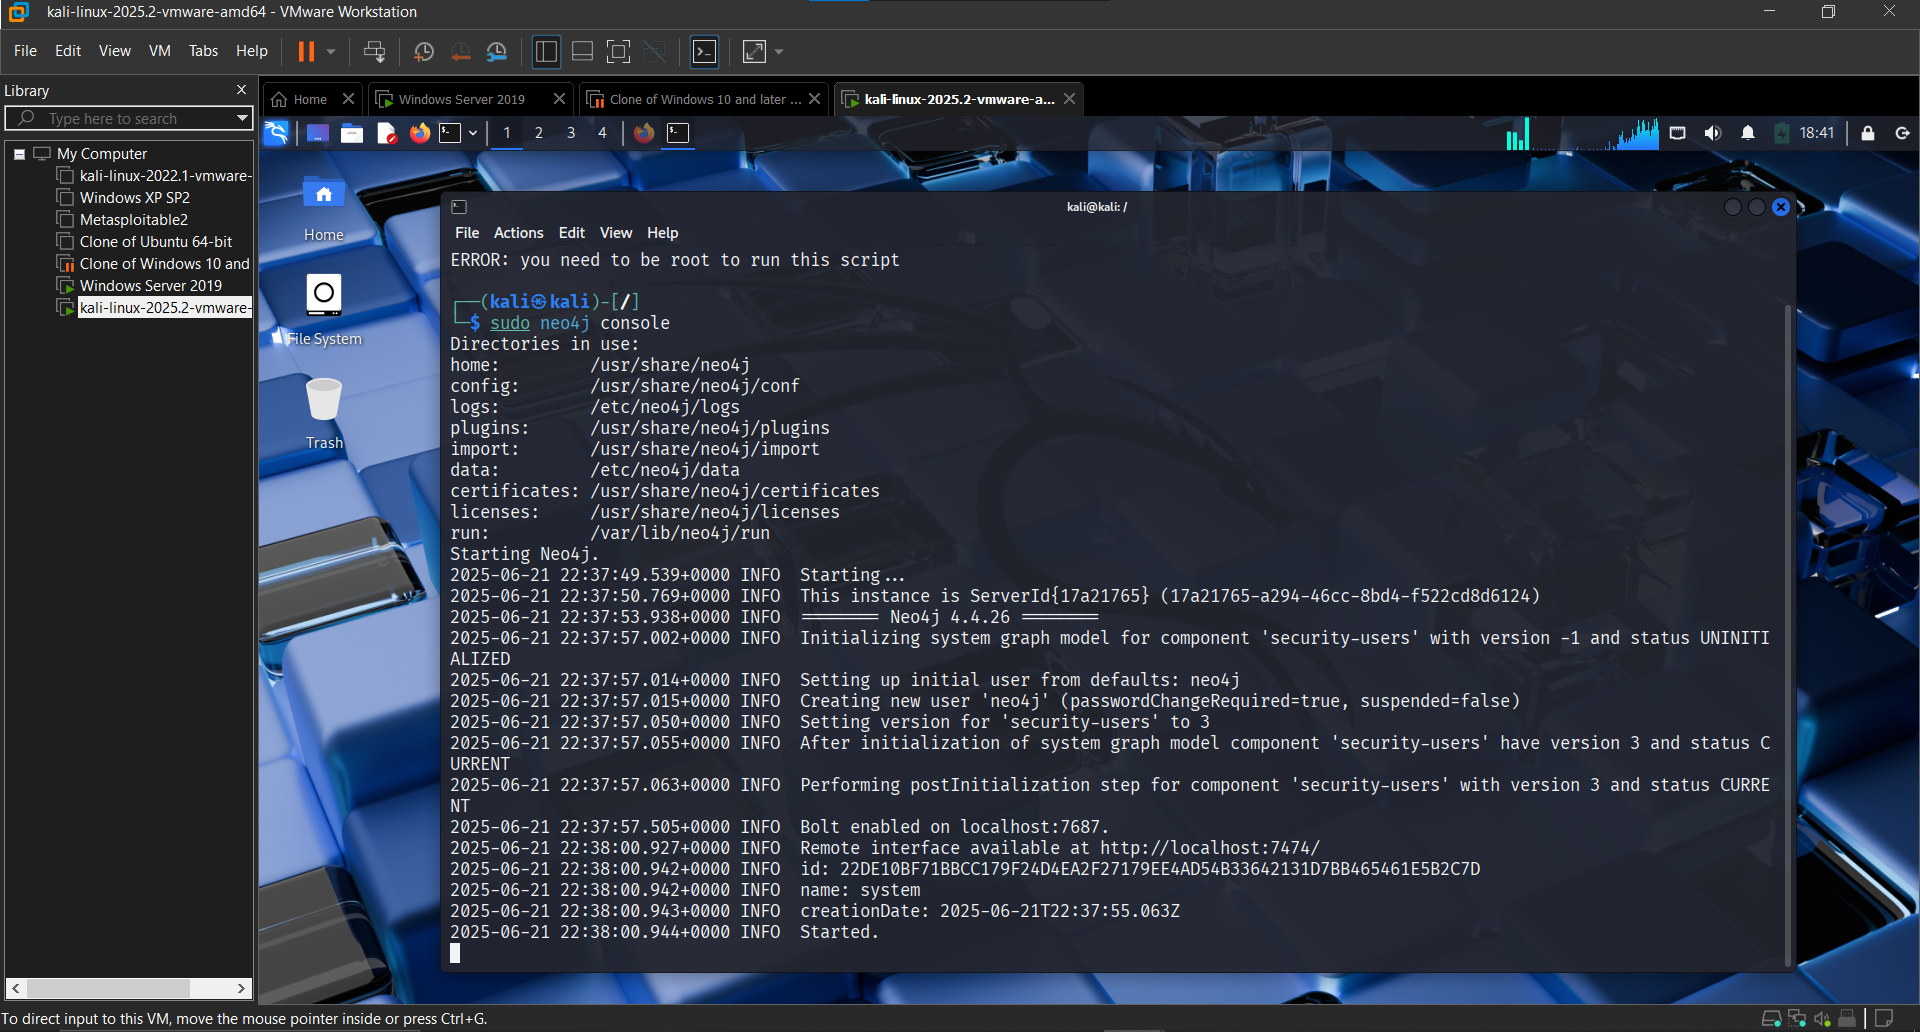 kali-linux-2025.2-vmware-amd64 - VMware Workstation
File Edit View VM Tabs Help
Library
Type here to search
My Computer
kali-linux-2022.1-vmware-
Windows XP SP2
Metasploitable2
Clone of Ubuntu 64-bit
Clone of Windows 10 and
Windows Server 2019
kali-linux-2025.2-vmware-
Home Windows Server 2019 Clone of Windows 10 and later ... kali-linux-2025.2-vmware-a...
1 2 3 4 18:41
Home
File System
Trash
kali@kali: /
File Actions Edit View Help
ERROR: you need to be root to run this script
┌──(kali㉿kali)-[/]
└─$ sudo neo4j console
Directories in use:
home: /usr/share/neo4j
config: /usr/share/neo4j/conf
logs: /etc/neo4j/logs
plugins: /usr/share/neo4j/plugins
import: /usr/share/neo4j/import
data: /etc/neo4j/data
certificates: /usr/share/neo4j/certificates
licenses: /usr/share/neo4j/licenses
run: /var/lib/neo4j/run
Starting Neo4j.
2025-06-21 22:37:49.539+0000 INFO Starting...
2025-06-21 22:37:50.769+0000 INFO This instance is ServerId{17a21765} (17a21765-a294-46cc-8bd4-f522cd8d6124)
2025-06-21 22:37:53.938+0000 INFO ======== Neo4j 4.4.26 ========
2025-06-21 22:37:57.002+0000 INFO Initializing system graph model for component 'security-users' with version -1 and status UNINITI
ALIZED
2025-06-21 22:37:57.014+0000 INFO Setting up initial user from defaults: neo4j
2025-06-21 22:37:57.015+0000 INFO Creating new user 'neo4j' (passwordChangeRequired=true, suspended=false)
2025-06-21 22:37:57.050+0000 INFO Setting version for 'security-users' to 3
2025-06-21 22:37:57.055+0000 INFO After initialization of system graph model component 'security-users' have version 3 and status C
URRENT
2025-06-21 22:37:57.063+0000 INFO Performing postInitialization step for component 'security-users' with version 3 and status CURRE
NT
2025-06-21 22:37:57.505+0000 INFO Bolt enabled on localhost:7687.
2025-06-21 22:38:00.927+0000 INFO Remote interface available at http://localhost:7474/
2025-06-21 22:38:00.942+0000 INFO id: 22DE10BF71BBCC179F24D4EA2F27179EE4AD54B33642131D7BB465461E5B2C7D
2025-06-21 22:38:00.942+0000 INFO name: system
2025-06-21 22:38:00.943+0000 INFO creationDate: 2025-06-21T22:37:55.063Z
2025-06-21 22:38:00.944+0000 INFO Started.
To direct input to this VM, move the mouse pointer inside or press Ctrl+G.